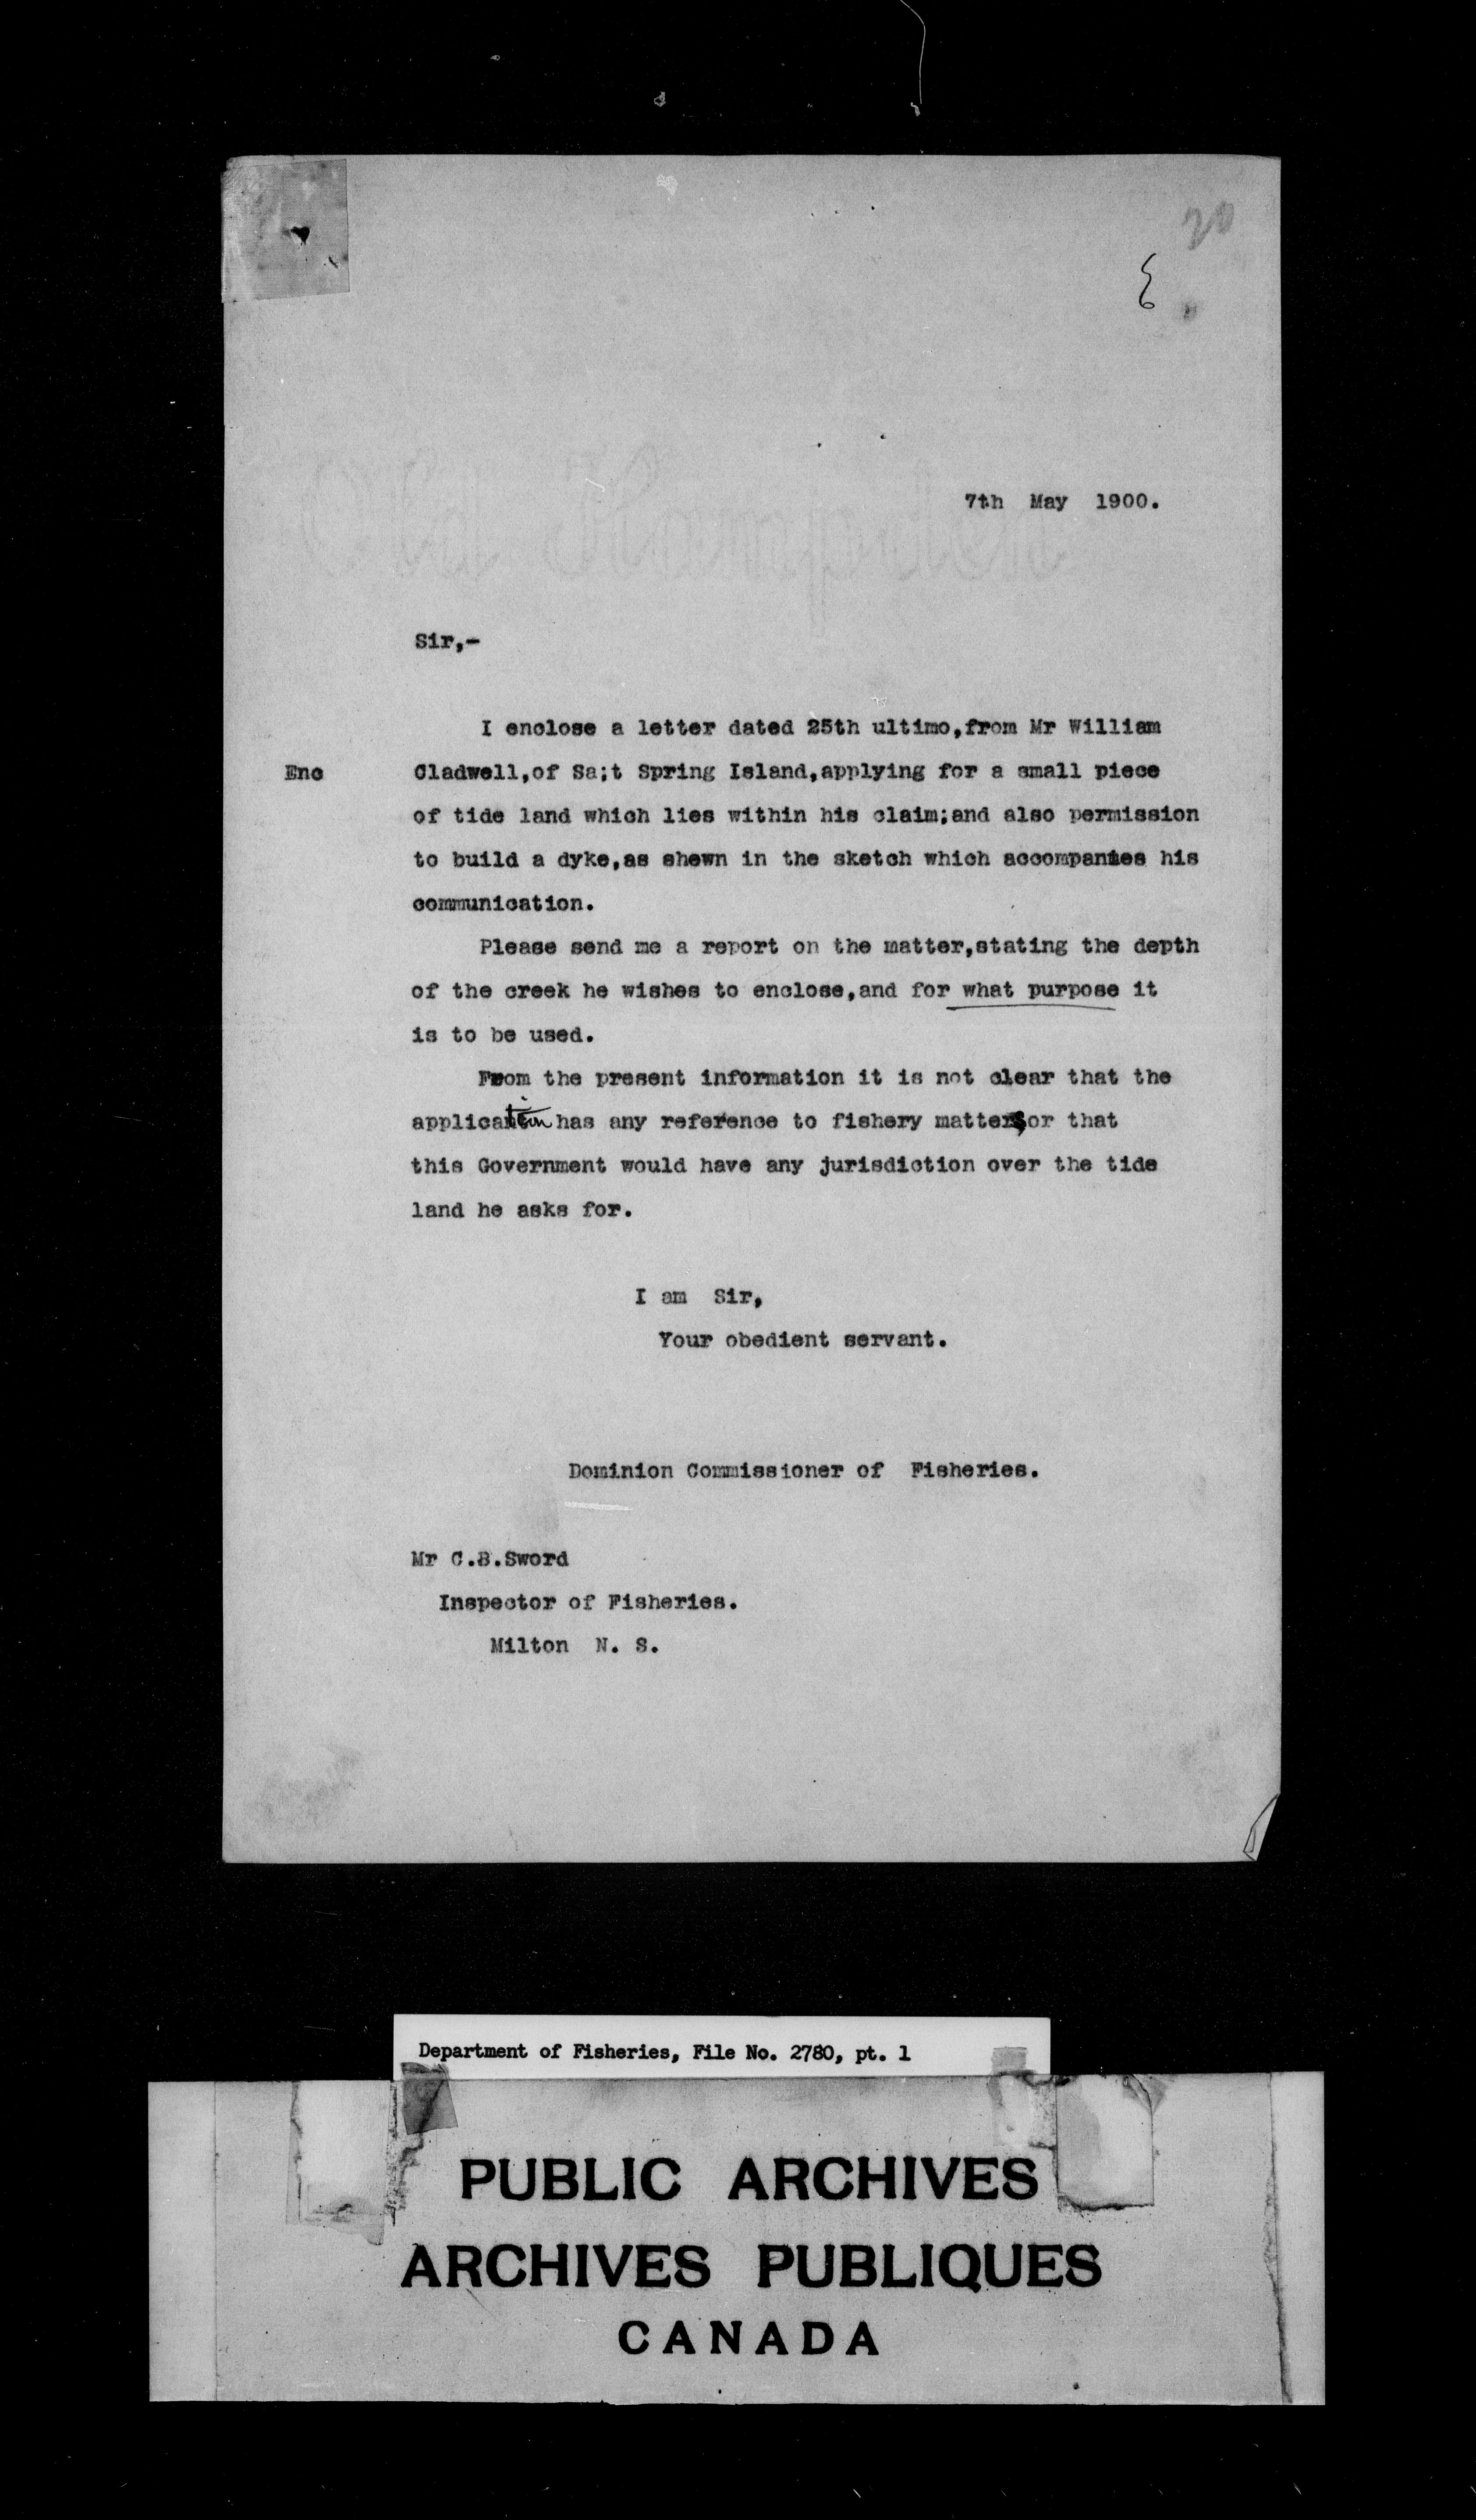 20
7th May 1900.
Sir,-
I enclose a letter dated 25th ultimo,from Mr William
Enc Cladwell,of Sa;t Spring Island,applying for a small piece
of tide land which lies within his claim;and also permission
to build a dyke,as shewn in the sketch which accompanies his
communication.
Please send me a report on the matter,stating the depth
of the creek he wishes to enclose,and for what purpose it
is to be used.
From the present information it is not clear that the
application has any reference to fishery matters,or that
this Government would have any jurisdiction over the tide
land he asks for.
I am Sir,
Your obedient servant.
Dominion Commissioner of Fisheries.
Mr C.B.Sword
Inspector of Fisheries.
Milton N. S.
Department of Fisheries, File No. 2780, pt. 1
PUBLIC ARCHIVES
ARCHIVES PUBLIQUES
CANADA